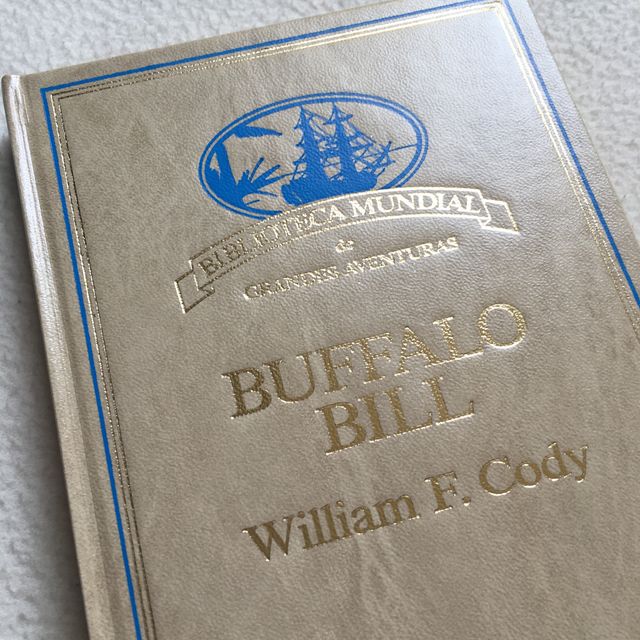 BIBLIOTECA MUNDIAL
de
GRANDES AVENTURAS
BUFFALO
BILL
William F. Cody